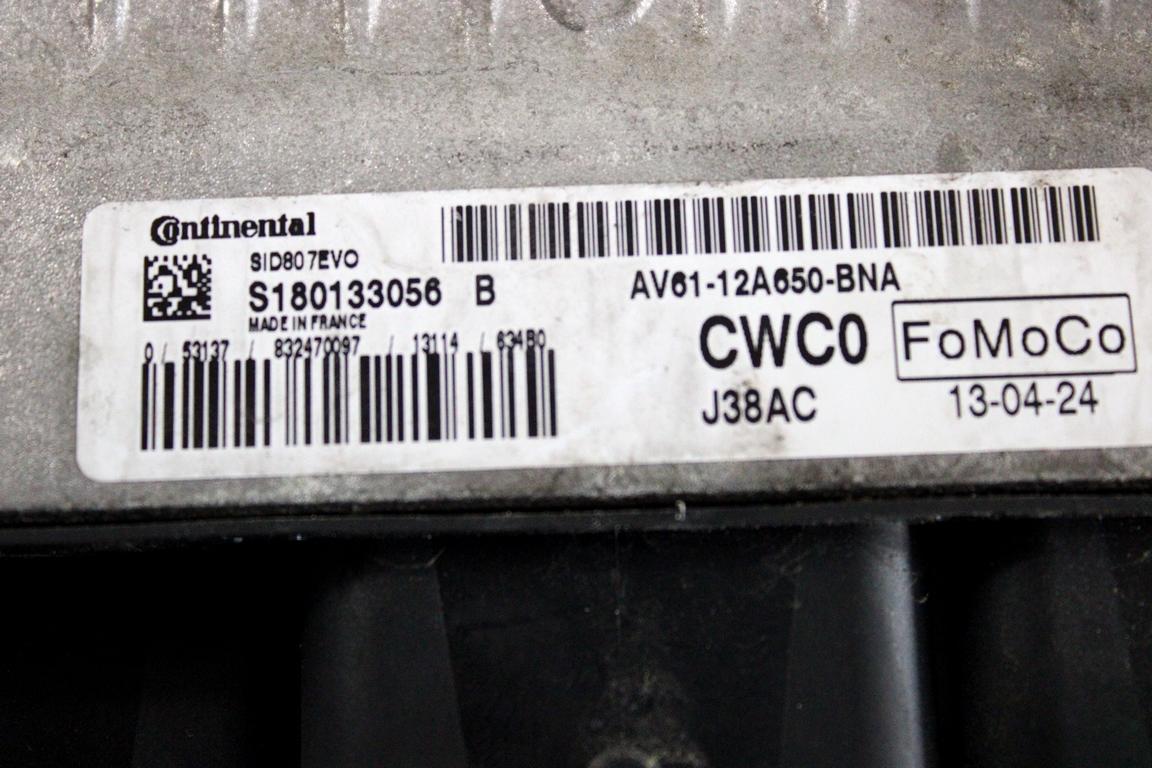 Continental
SID807EVO
S180133056 B
MADE IN FRANCE
0 / 53137 / 832470097 / 13114 / 634B0
AV61-12A650-BNA
CWC0 FoMoCo
J38AC 13-04-24